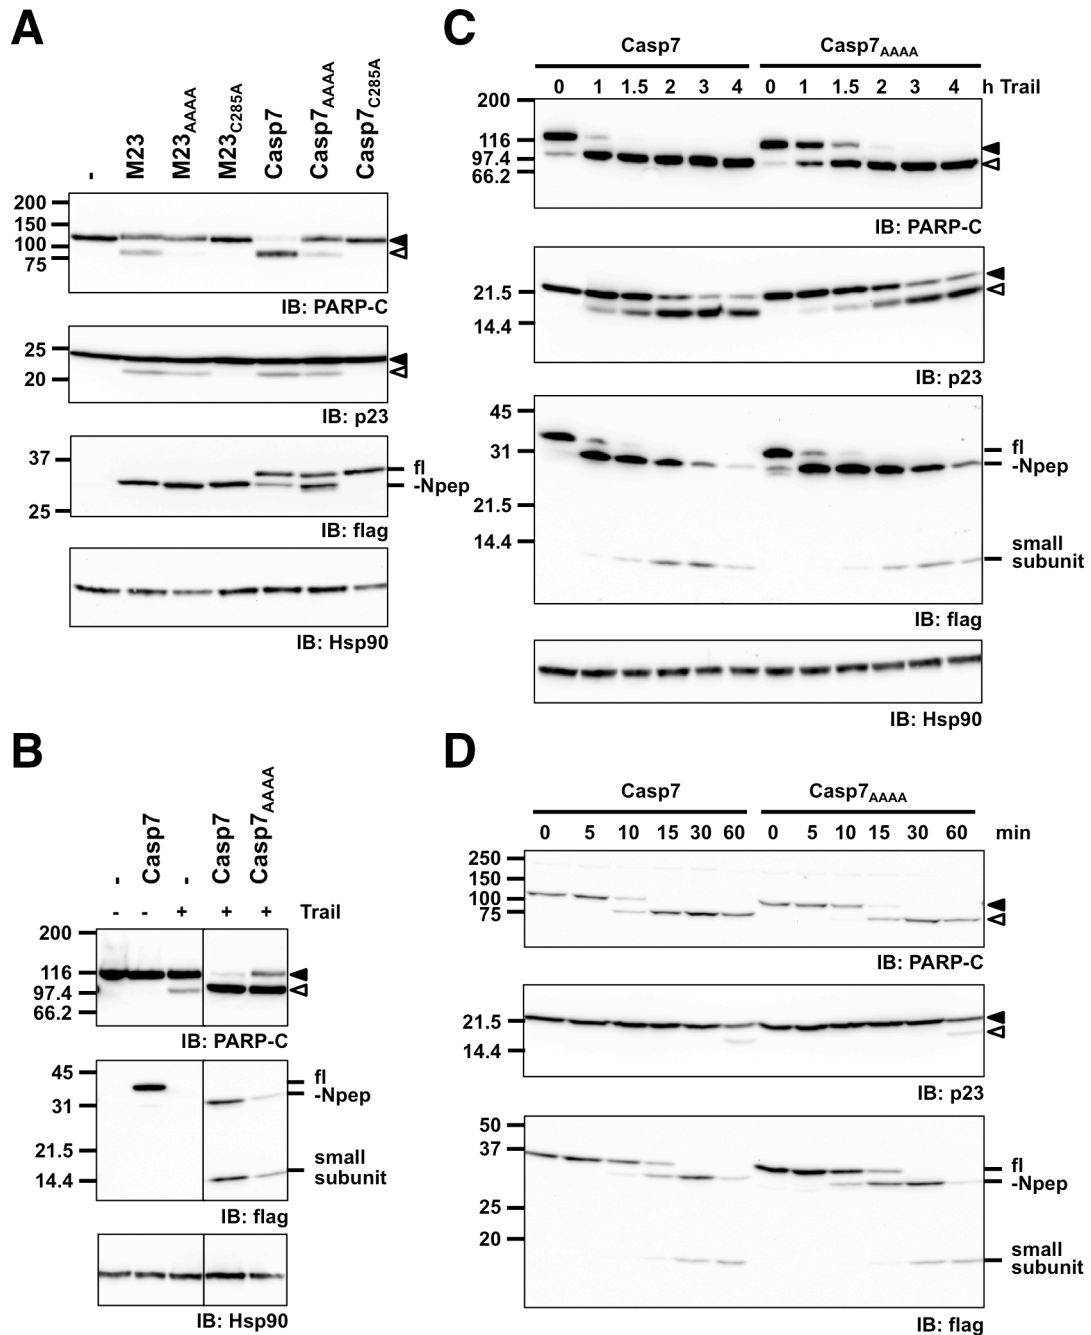 A
-
M23
M23AAAA
M23C285A
Casp7
Casp7AAAA
Casp7C285A
200
150
100
75
IB: PARP-C
25
20
IB: p23
37
25
fl
-Npep
IB: flag
IB: Hsp90
B
- Casp7 - Casp7 Casp7AAAA
- - + + + Trail
200
116
97.4
66.2
IB: PARP-C
45
31
21.5
14.4
fl
-Npep
small
subunit
IB: flag
IB: Hsp90
C
Casp7 Casp7AAAA
0 1 1.5 2 3 4 0 1 1.5 2 3 4 h Trail
200
116
97.4
66.2
IB: PARP-C
21.5
14.4
IB: p23
45
31
21.5
14.4
fl
-Npep
small
subunit
IB: flag
IB: Hsp90
D
Casp7 Casp7AAAA
0 5 10 15 30 60 0 5 10 15 30 60 min
250
150
100
75
IB: PARP-C
21.5
14.4
IB: p23
50
37
25
20
fl
-Npep
small
subunit
IB: flag